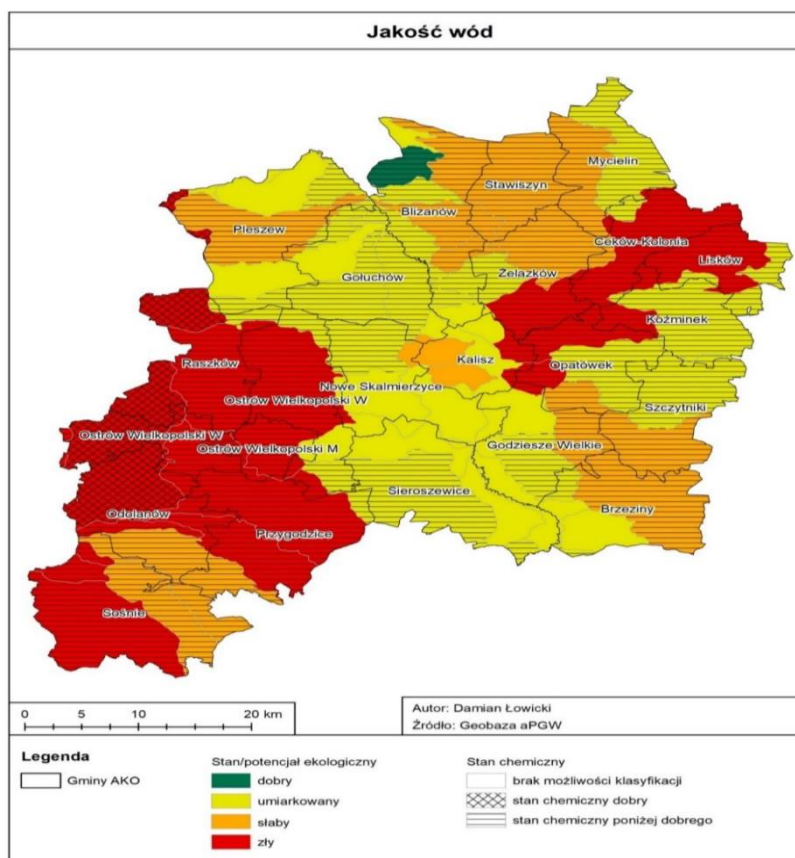 Jakość wód
Mycielin
Stawiszyn
Bliżanów
Pleszew
Ceków-Kolonia
Lisków
Gołuchów
Żelazków
Koźminek
Raszków
Kalisz
Opatówek
Nowe Skalmierzyce
Ostrów Wielkopolski W
Szczytniki
Ostrów Wielkopolski W
Ostrów Wielkopolski M
Godziesze Wielkie
Sieroszewice
Brzeziny
Odolanów
Przygodzice
Sośnie
0 5 10 20 km
Autor: Damian Łowicki
Źródło: Geobaza aPGW
Legenda
Gminy AKO
Stan/potencjał ekologiczny
dobry
umiarkowany
słaby
zły
Stan chemiczny
brak możliwości klasyfikacji
stan chemiczny dobry
stan chemiczny poniżej dobrego